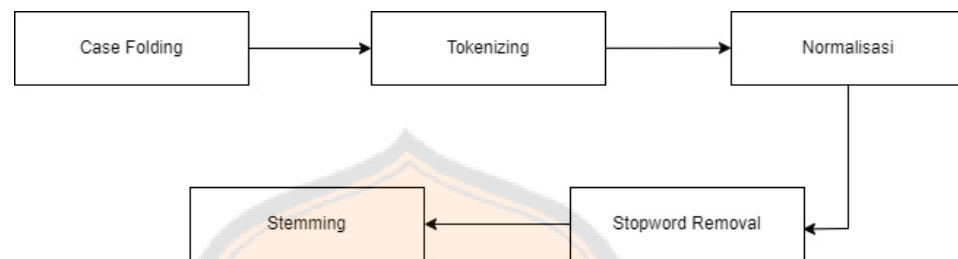 Case Folding
Tokenizing
Normalisasi
Stopword Removal
Stemming